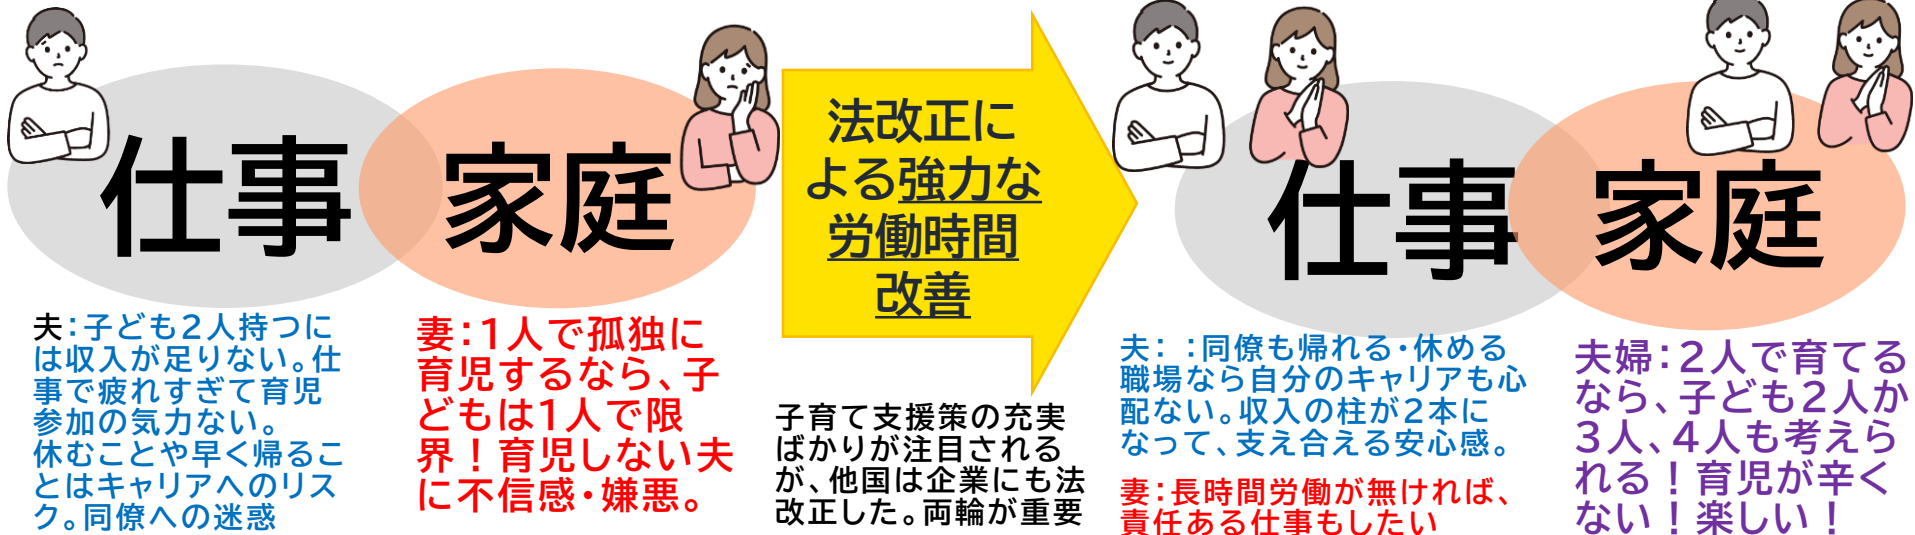 仕事
家庭
夫：子ども2人持つに
は収入が足りない。仕
事で疲れすぎて育児
参加の気力ない。
休むことや早く帰るこ
とはキャリアへのリス
ク。同僚への迷惑
妻：1人で孤独に
育児するなら、子
どもは1人で限
界！育児しない夫
に不信感・嫌悪。
法改正に
よる強力な
労働時間
改善
子育て支援策の充実
ばかりが注目される
が、他国は企業にも法
改正した。両輪が重要
仕事
家庭
夫：：同僚も帰れる・休める
職場なら自分のキャリアも心
配ない。収入の柱が2本に
なって、支え合える安心感。
妻：長時間労働が無ければ、
責任ある仕事もしたい
夫婦：2人で育てる
なら、子ども2人か
3人、4人も考えら
れる！育児が辛く
ない！楽しい！